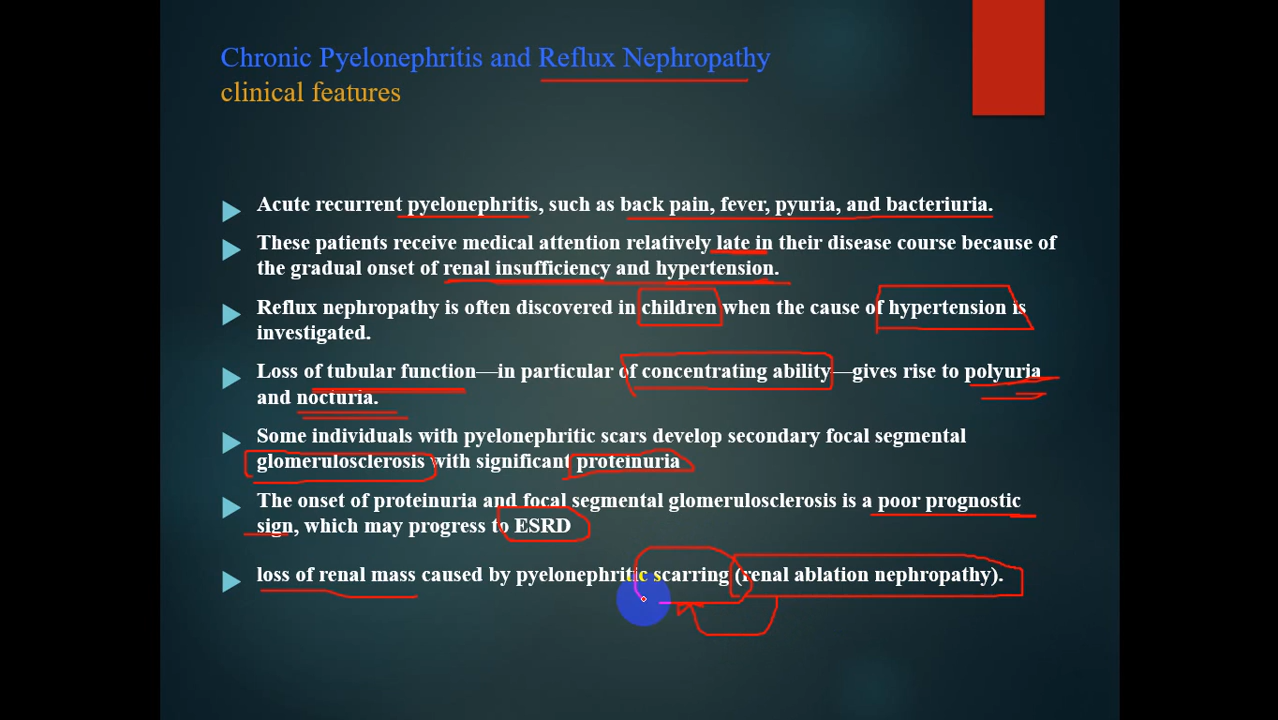 Chronic Pyelonephritis and Reflux Nephropathy
clinical features
Acute recurrent pyelonephritis, such as back pain, fever, pyuria, and bacteriuria.
These patients receive medical attention relatively late in their disease course because of
the gradual onset of renal insufficiency and hypertension.
Reflux nephropathy is often discovered in children when the cause of hypertension is
investigated.
Loss of tubular function—in particular of concentrating ability—gives rise to polyuria
and nocturia.
Some individuals with pyelonephritic scars develop secondary focal segmental
glomerulosclerosis with significant proteinuria
The onset of proteinuria and focal segmental glomerulosclerosis is a poor prognostic
sign, which may progress to ESRD
loss of renal mass caused by pyelonephritic scarring (renal ablation nephropathy).